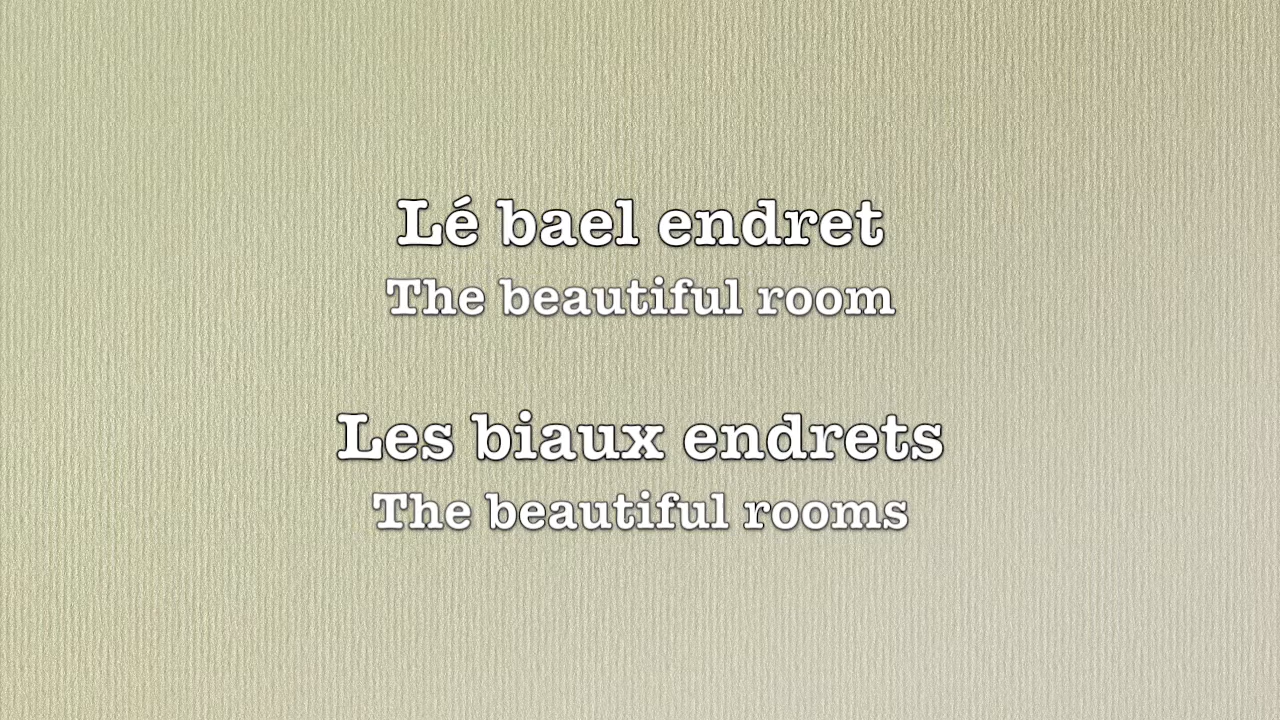 Lé bael endret
The beautiful room
Les biaux endrets
The beautiful rooms